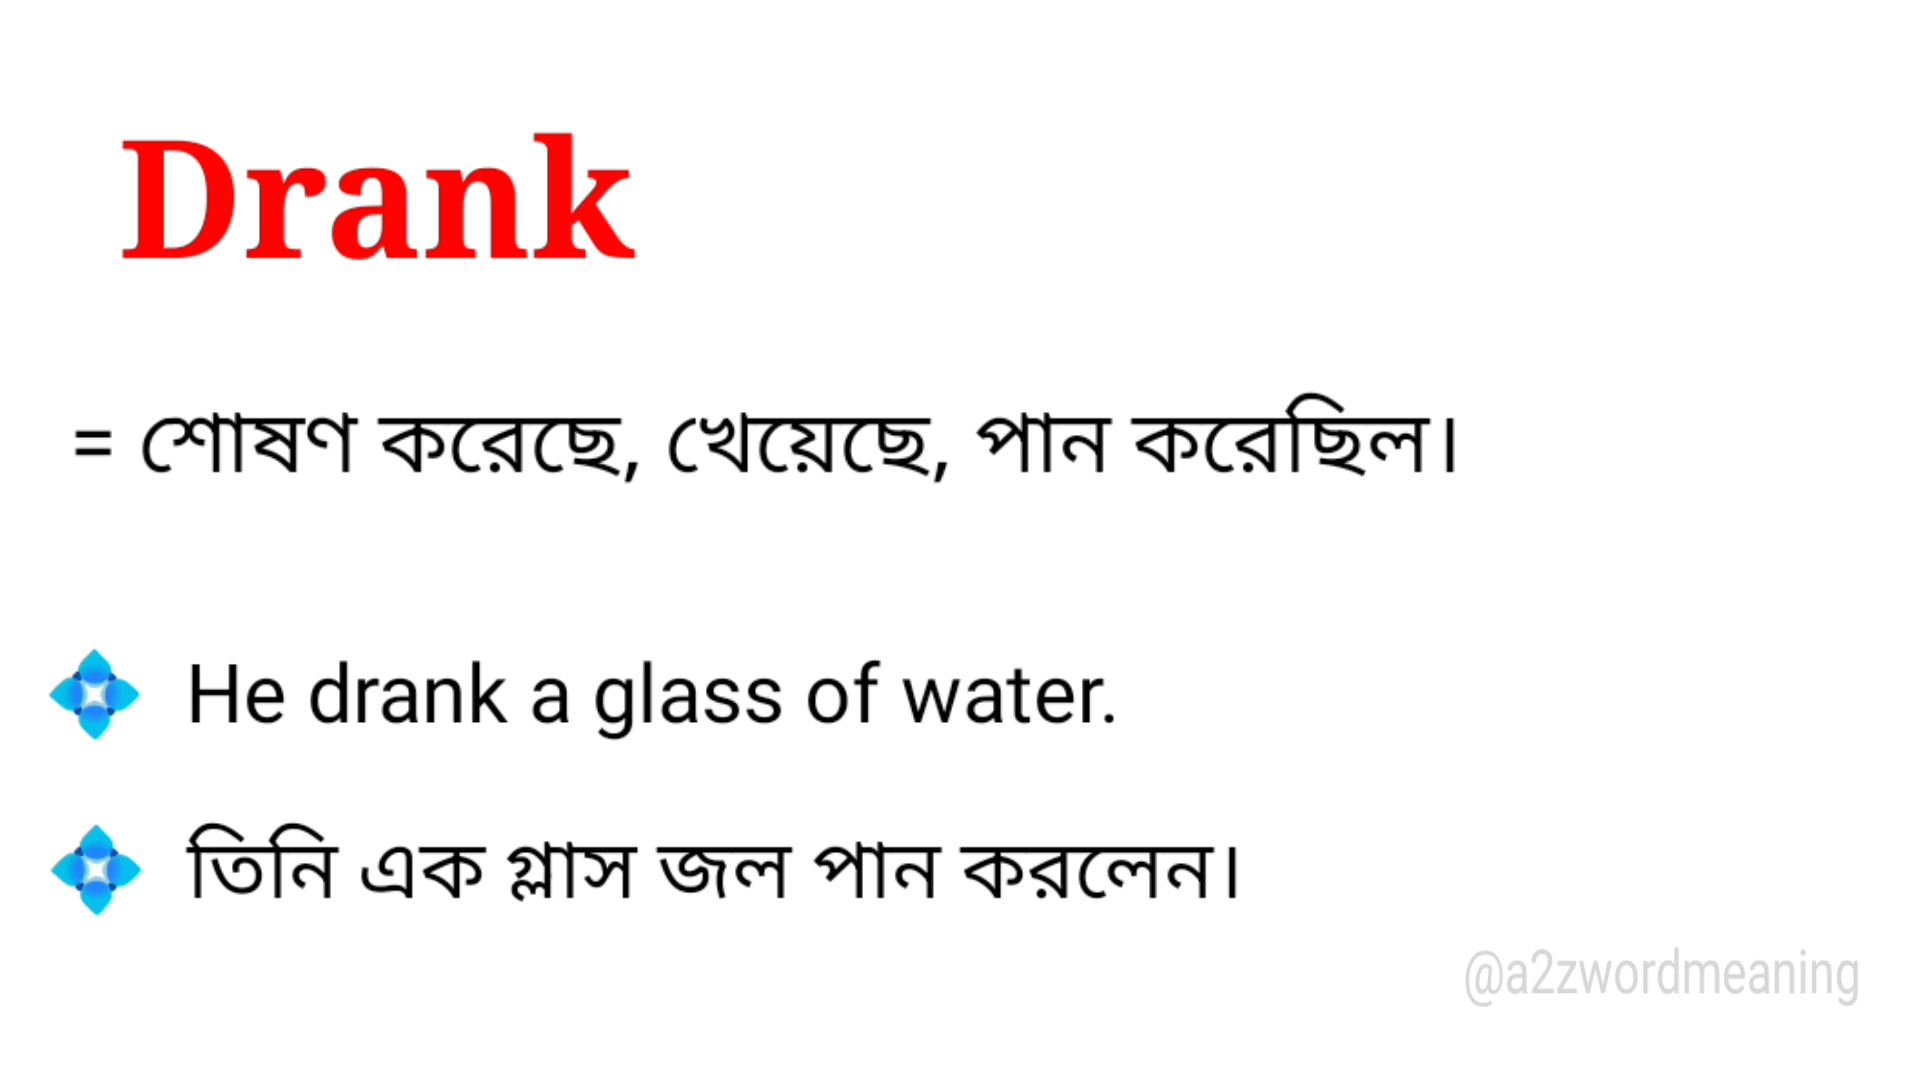 Drank
= শোষণ করেছে, খেয়েছে, পান করেছিল।
He drank a glass of water.
তিনি এক গ্লাস জল পান করলেন।
@a2zwordmeaning